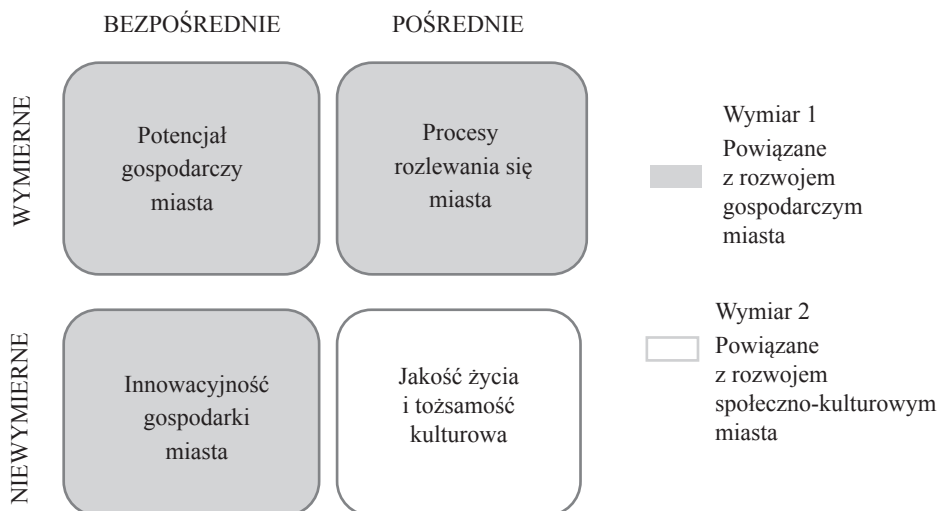 BEZPOŚREDNIE
POŚREDNIE
WYMIERNE
Potencjał
gospodarczy
miasta
Procesy
rozlewania się
miasta
NIEWYMIERNE
Innowacyjność
gospodarki
miasta
Jakość życia
i tożsamość
kulturowa
Wymiar 1
Powiązane
z rozwojem
gospodarczym
miasta
Wymiar 2
Powiązane
z rozwojem
społeczno-kulturowym
miasta